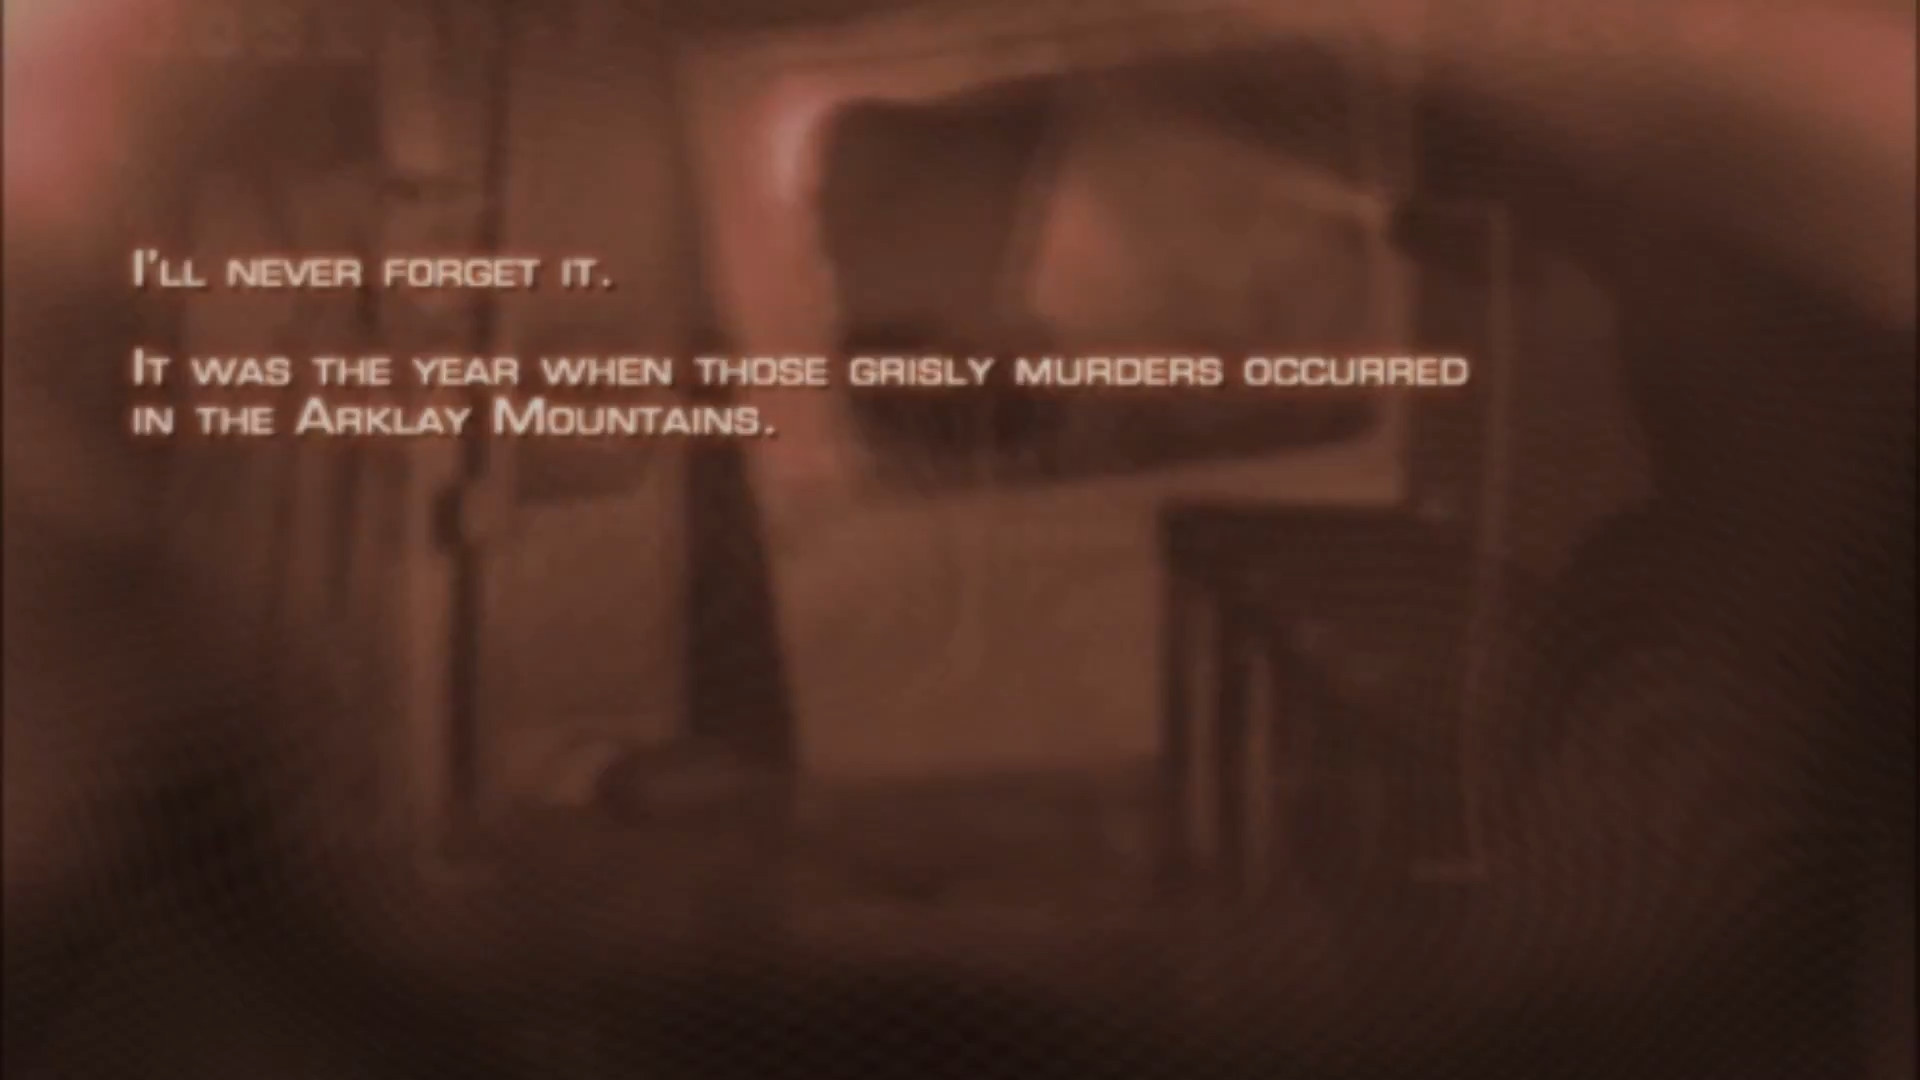 I'll never forget it.
It was the year when those grisly murders occurred
in the Arklay Mountains.